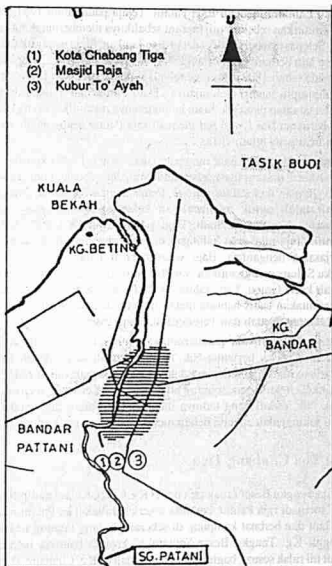 U
(1) Kota Chabang Tiga
(2) Masjid Raja
(3) Kubur To' Ayah
U
TASIK BUDI
KUALA
BEKAH
KG. BETING
KG.
BANDAR
BANDAR
PATTANI
1 2 3
SG. PATANI